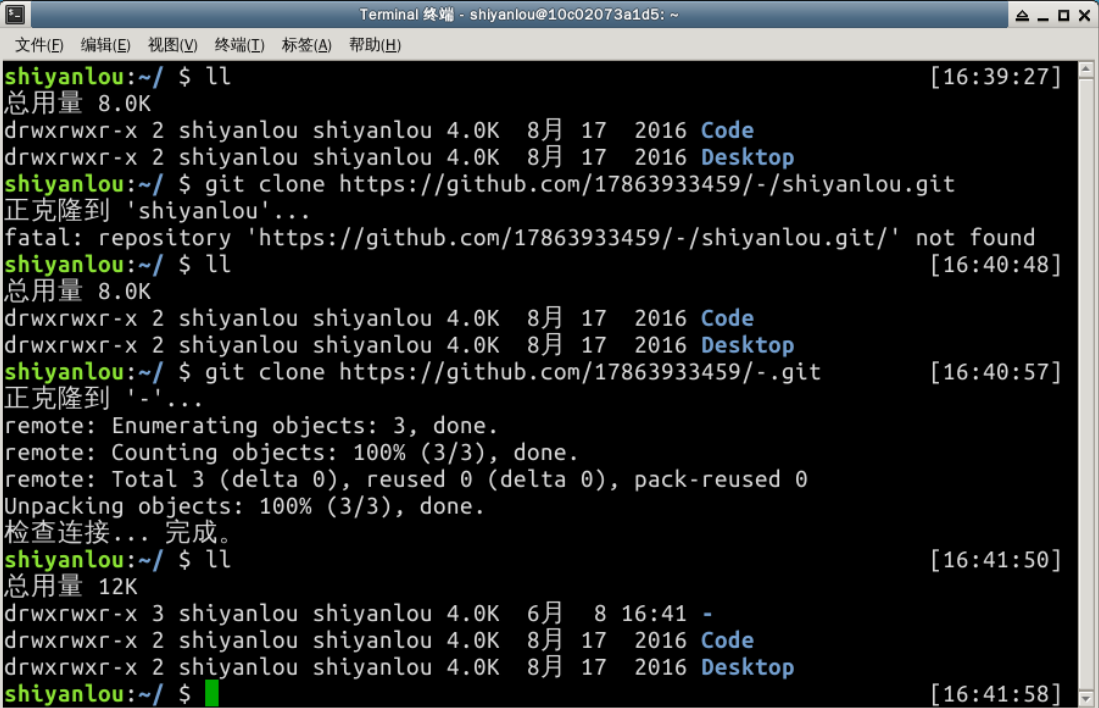 Terminal 终端 - shiyanlou@10c02073a1d5: ~
文件(F) 编辑(E) 视图(V) 终端(T) 标签(A) 帮助(H)
shiyanlou:~/ $ ll [16:39:27]
总用量 8.0K
drwxrwxr-x 2 shiyanlou shiyanlou 4.0K 8月 17 2016 Code
drwxrwxr-x 2 shiyanlou shiyanlou 4.0K 8月 17 2016 Desktop
shiyanlou:~/ $ git clone https://github.com/17863933459/-/shiyanlou.git
正克隆到 'shiyanlou'...
fatal: repository 'https://github.com/17863933459/-/shiyanlou.git/' not found
shiyanlou:~/ $ ll [16:40:48]
总用量 8.0K
drwxrwxr-x 2 shiyanlou shiyanlou 4.0K 8月 17 2016 Code
drwxrwxr-x 2 shiyanlou shiyanlou 4.0K 8月 17 2016 Desktop
shiyanlou:~/ $ git clone https://github.com/17863933459/-.git [16:40:57]
正克隆到 '-'...
remote: Enumerating objects: 3, done.
remote: Counting objects: 100% (3/3), done.
remote: Total 3 (delta 0), reused 0 (delta 0), pack-reused 0
Unpacking objects: 100% (3/3), done.
检查连接... 完成。
shiyanlou:~/ $ ll [16:41:50]
总用量 12K
drwxrwxr-x 3 shiyanlou shiyanlou 4.0K 6月 8 16:41 -
drwxrwxr-x 2 shiyanlou shiyanlou 4.0K 8月 17 2016 Code
drwxrwxr-x 2 shiyanlou shiyanlou 4.0K 8月 17 2016 Desktop
shiyanlou:~/ $ [16:41:58]